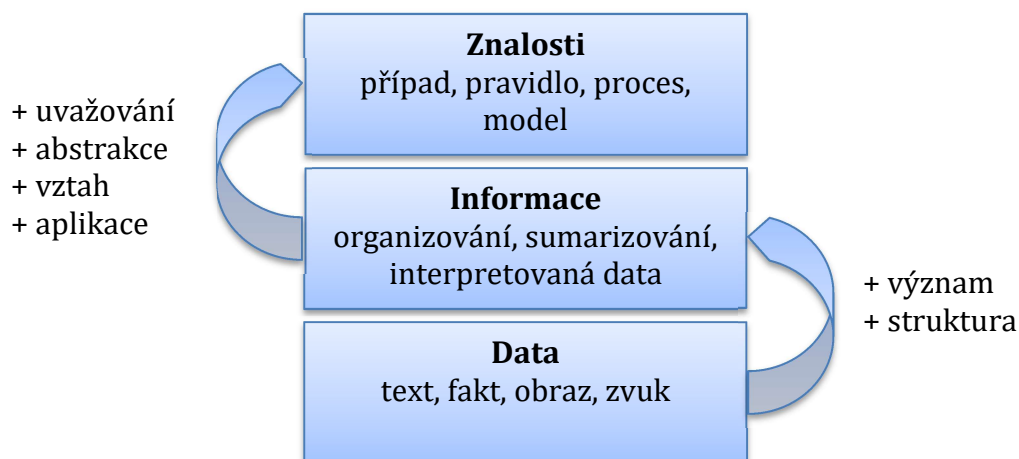 Znalosti
případ, pravidlo, proces,
model
+ uvažování
+ abstrakce
+ vztah
+ aplikace
Informace
organizování, sumarizování,
interpretovaná data
+ význam
+ struktura
Data
text, fakt, obraz, zvuk